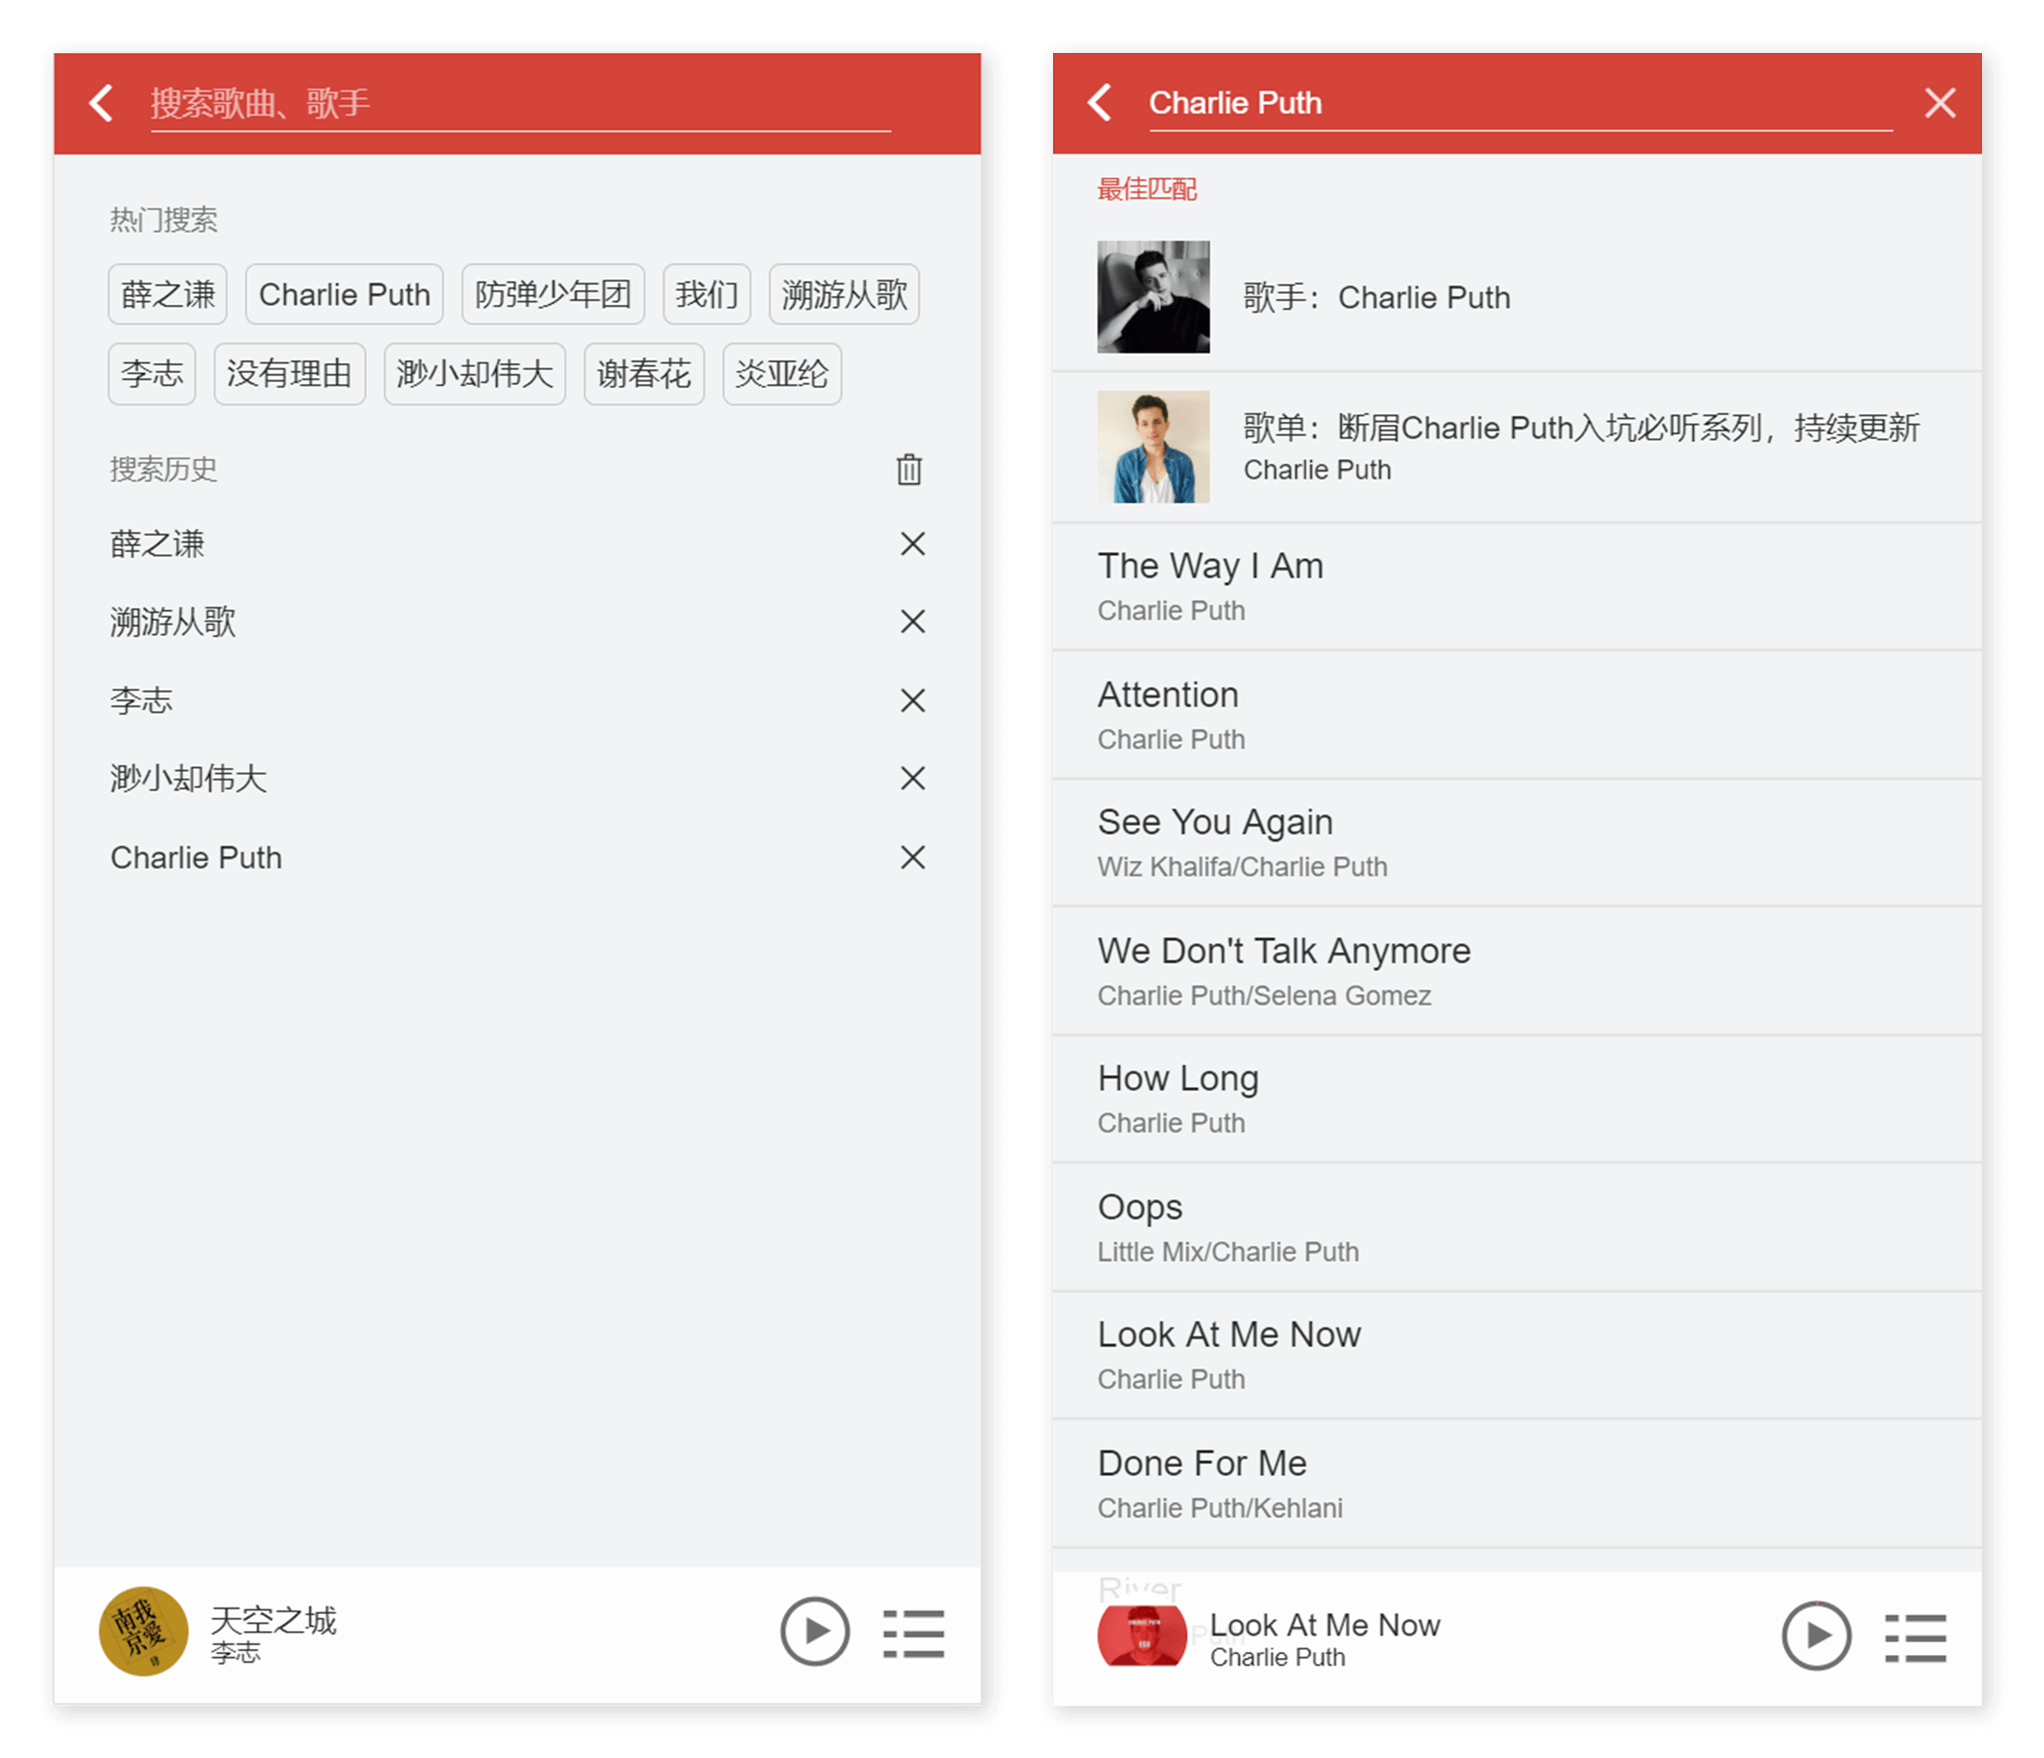 搜索歌曲、歌手
热门搜索
薛之谦 Charlie Puth 防弹少年团 我们 溯游从歌
李志 没有理由 渺小却伟大 谢春花 炎亚纶
搜索历史
薛之谦
溯游从歌
李志
渺小却伟大
Charlie Puth
南我
京爱
天空之城
李志
Charlie Puth
最佳匹配
歌手：Charlie Puth
歌单：断眉Charlie Puth入坑必听系列，持续更新
Charlie Puth
The Way I Am
Charlie Puth
Attention
Charlie Puth
See You Again
Wiz Khalifa/Charlie Puth
We Don't Talk Anymore
Charlie Puth/Selena Gomez
How Long
Charlie Puth
Oops
Little Mix/Charlie Puth
Look At Me Now
Charlie Puth
Done For Me
Charlie Puth/Kehlani
River
Look At Me Now
Charlie Puth